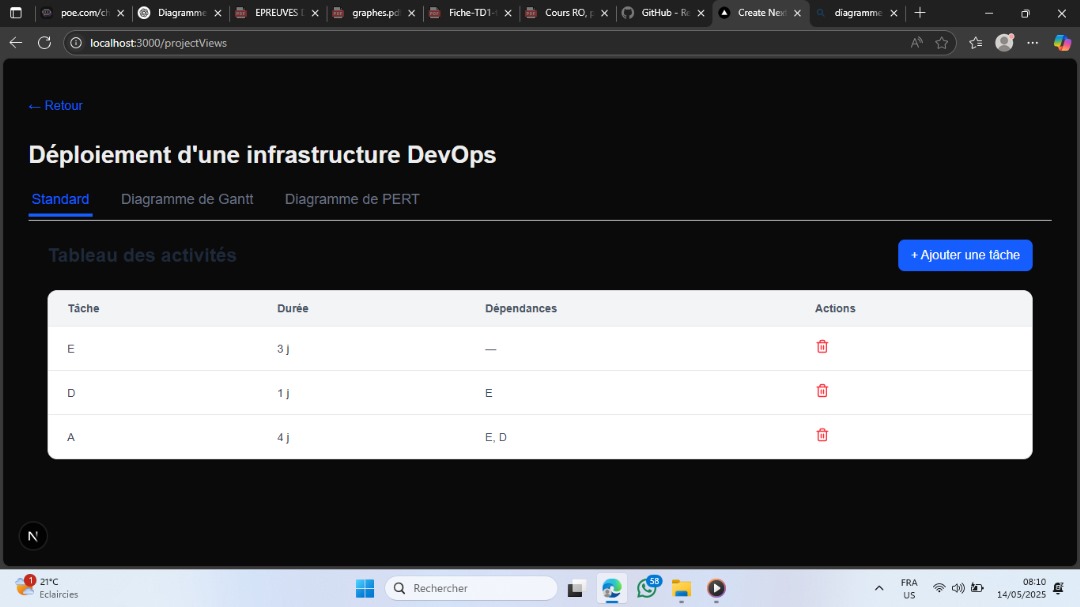 poe.com/ch
Diagramme
EPREUVES D
graphes.pdf
Fiche-TD1-
Cours RO, p
GitHub - Re
Create Next
diagramme
localhost:3000/projectViews
← Retour
Déploiement d'une infrastructure DevOps
Standard Diagramme de Gantt Diagramme de PERT
Tableau des activités
+ Ajouter une tâche
Tâche Durée Dépendances Actions
E 3 j —
D 1 j E
A 4 j E, D
N
1 21°C
Eclaircies
Rechercher
58
FRA
US
08:10
14/05/2025